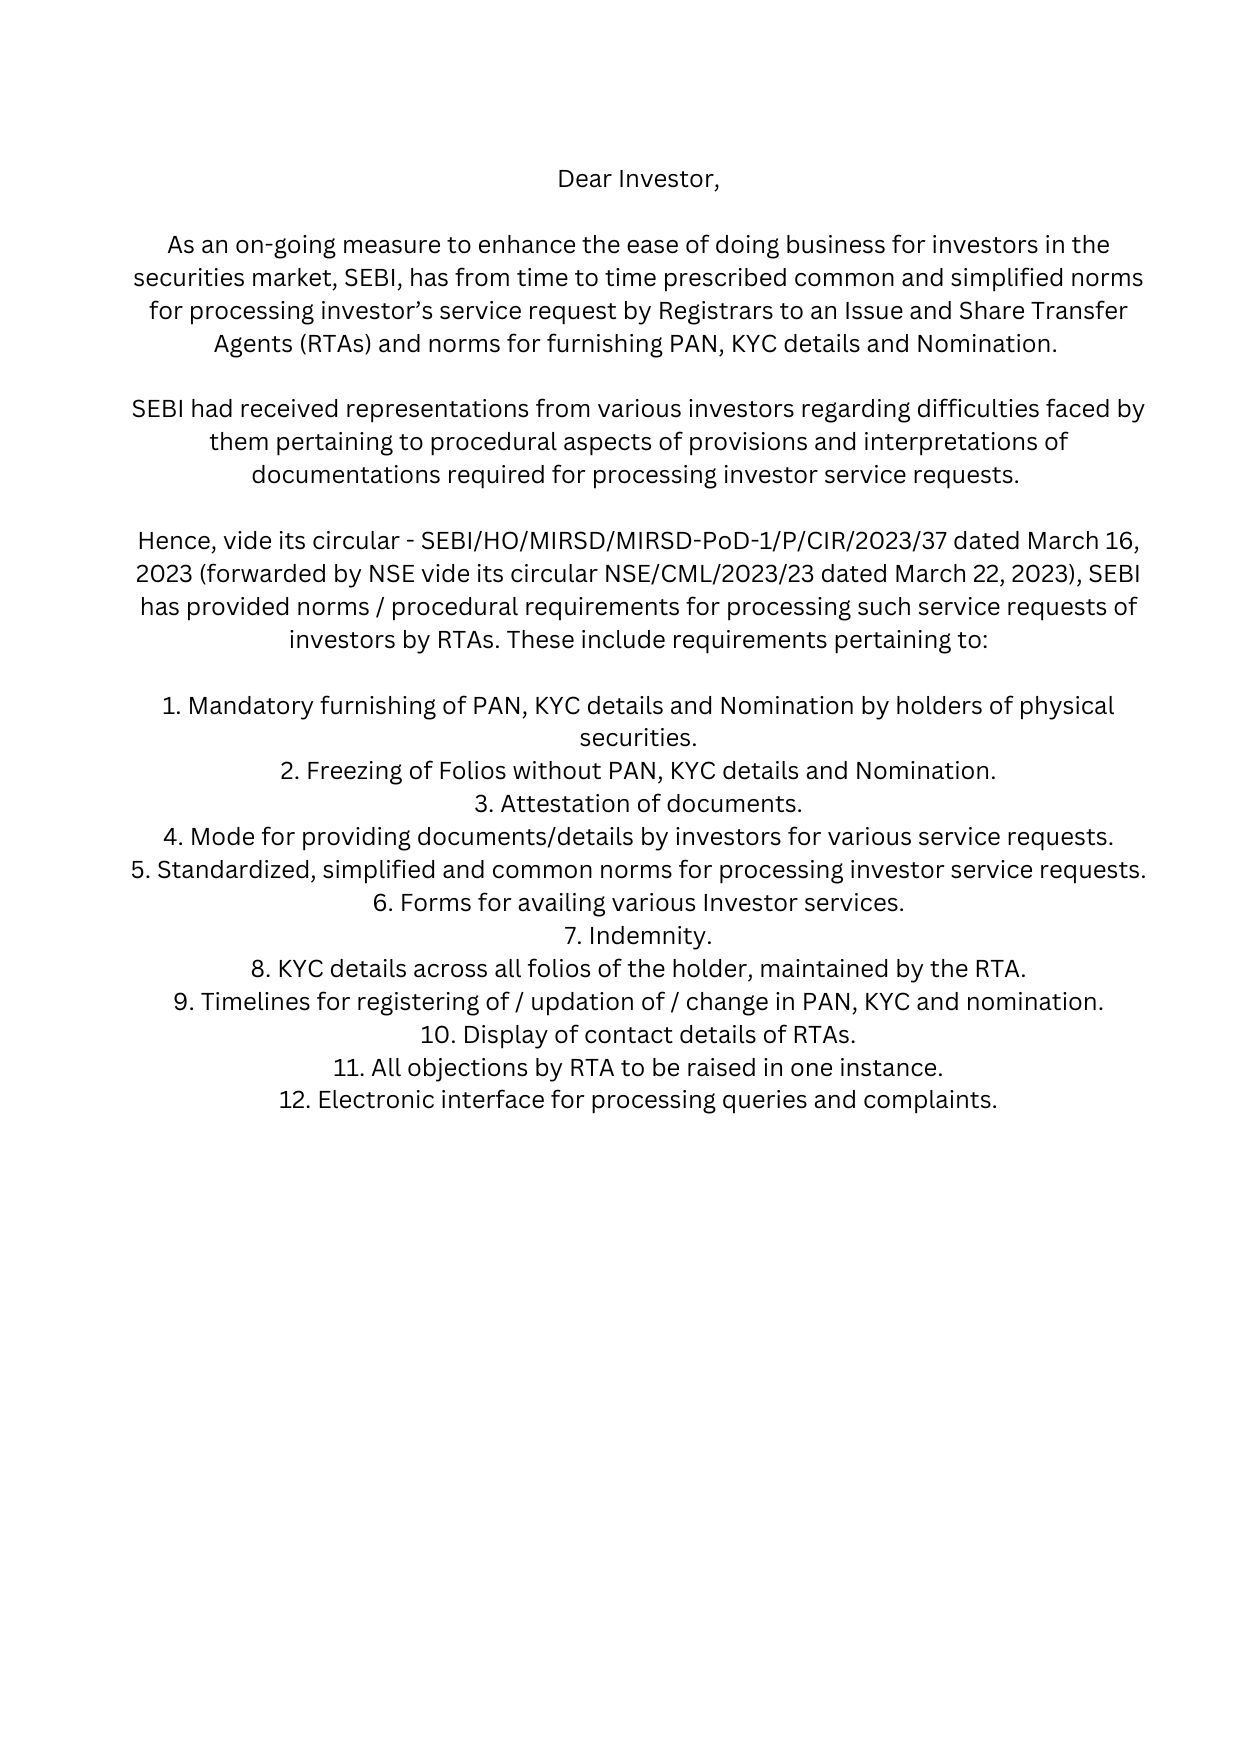 Dear Investor,
As an on-going measure to enhance the ease of doing business for investors in the
securities market, SEBI, has from time to time prescribed common and simplified norms
for processing investor’s service request by Registrars to an Issue and Share Transfer
Agents (RTAs) and norms for furnishing PAN, KYC details and Nomination.
SEBI had received representations from various investors regarding difficulties faced by
them pertaining to procedural aspects of provisions and interpretations of
documentations required for processing investor service requests.
Hence, vide its circular - SEBI/HO/MIRSD/MIRSD-PoD-1/P/CIR/2023/37 dated March 16,
2023 (forwarded by NSE vide its circular NSE/CML/2023/23 dated March 22, 2023), SEBI
has provided norms / procedural requirements for processing such service requests of
investors by RTAs. These include requirements pertaining to:
1. Mandatory furnishing of PAN, KYC details and Nomination by holders of physical
securities.
2. Freezing of Folios without PAN, KYC details and Nomination.
3. Attestation of documents.
4. Mode for providing documents/details by investors for various service requests.
5. Standardized, simplified and common norms for processing investor service requests.
6. Forms for availing various Investor services.
7. Indemnity.
8. KYC details across all folios of the holder, maintained by the RTA.
9. Timelines for registering of / updation of / change in PAN, KYC and nomination.
10. Display of contact details of RTAs.
11. All objections by RTA to be raised in one instance.
12. Electronic interface for processing queries and complaints.